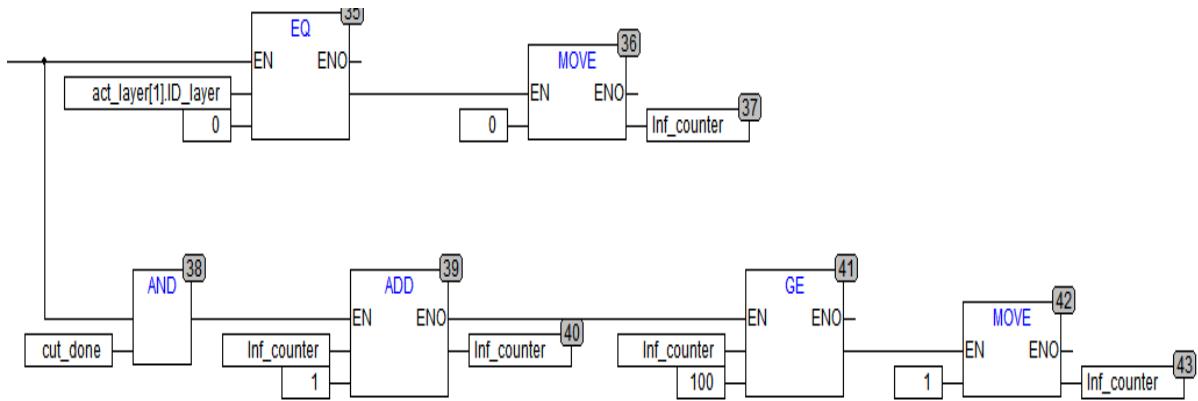 35
EQ
EN ENO
act_layer[1].ID_layer
0
36
MOVE
EN ENO
0
37
Inf_counter
38
AND
cut_done
39
ADD
EN ENO
Inf_counter
1
40
Inf_counter
41
GE
EN ENO
Inf_counter
100
42
MOVE
EN ENO
1
43
Inf_counter